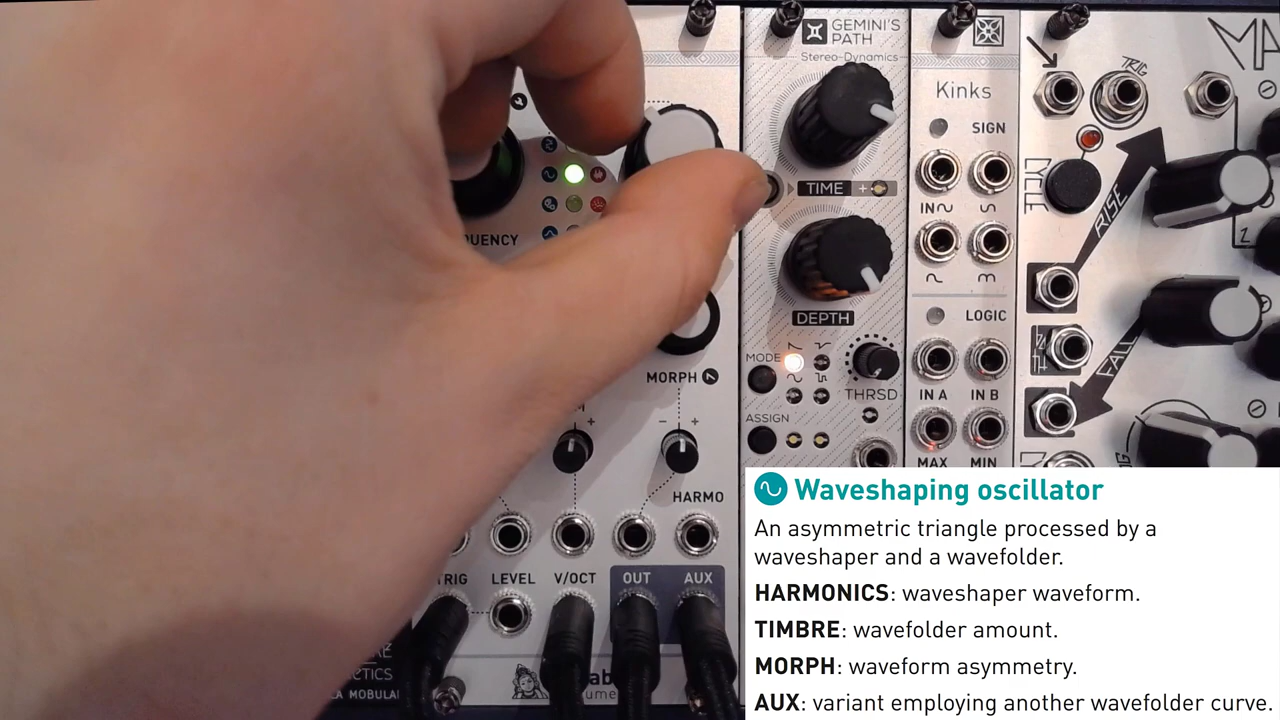 GEMINI'S
PATH
Stereo-Dynamics
Kinks
SIGN
TRIG
MA
CYCLE
RISE
TIME +
IN
QUENCY
DEPTH
LOGIC
MODE
MORPH
THRSD
IN A
IN B
FALL
ASSIGN
MAX
MIN
HARMO
TRIG
LEVEL
V/OCT
OUT
AUX
Waveshaping oscillator
An asymmetric triangle processed by a
waveshaper and a wavefolder.
HARMONICS: waveshaper waveform.
TIMBRE: wavefolder amount.
MORPH: waveform asymmetry.
AUX: variant employing another wavefolder curve.